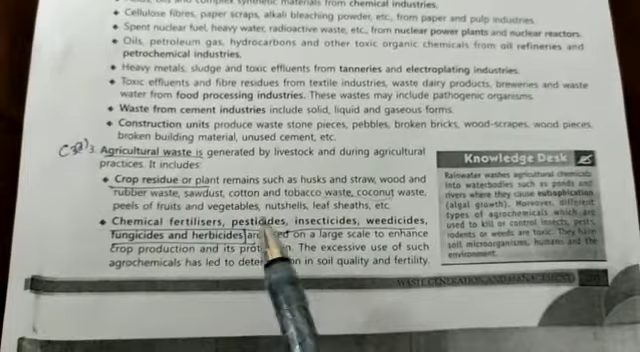 synthetic materials from chemical industries.
• Cellulose fibres, paper scraps, alkali bleaching powder, etc., from paper and pulp industries.
• Spent nuclear fuel, heavy water, radioactive waste, etc., from nuclear power plants and nuclear reactors.
• Oils, petroleum gas, hydrocarbons and other toxic organic chemicals from oil refineries and
petrochemical industries.
• Heavy metals, sludge and toxic effluents from tanneries and electroplating industries.
• Toxic effluents and fibre residues from textile industries, waste dairy products, breweries and waste
water from food processing industries. These wastes may include pathogenic organisms.
• Waste from cement industries include solid, liquid and gaseous forms.
• Construction units produce waste stone pieces, pebbles, broken bricks, wood-scrapes, wood pieces,
broken building material, unused cement, etc.
3. Agricultural waste is generated by livestock and during agricultural
practices. It includes:
• Crop residue or plant remains such as husks and straw, wood and
rubber waste, sawdust, cotton and tobacco waste, coconut waste,
peels of fruits and vegetables, nutshells, leaf sheaths, etc.
• Chemical fertilisers, pesticides, insecticides, weedicides,
fungicides and herbicides on a large scale to enhance
crop production and its The excessive use of such
agrochemicals has led to in soil quality and fertility.
Knowledge Desk
Rainwater washes agricultural chemicals
into waterbodies such as ponds and
rivers where they cause eutrophication
(algal growth). Moreover, different
types of agrochemicals which are
used to kill or control insects, pests,
rodents or weeds are toxic. They
soil microorganisms, humans and the
environment.
WASTE GENERATION AND MANAGEMENT